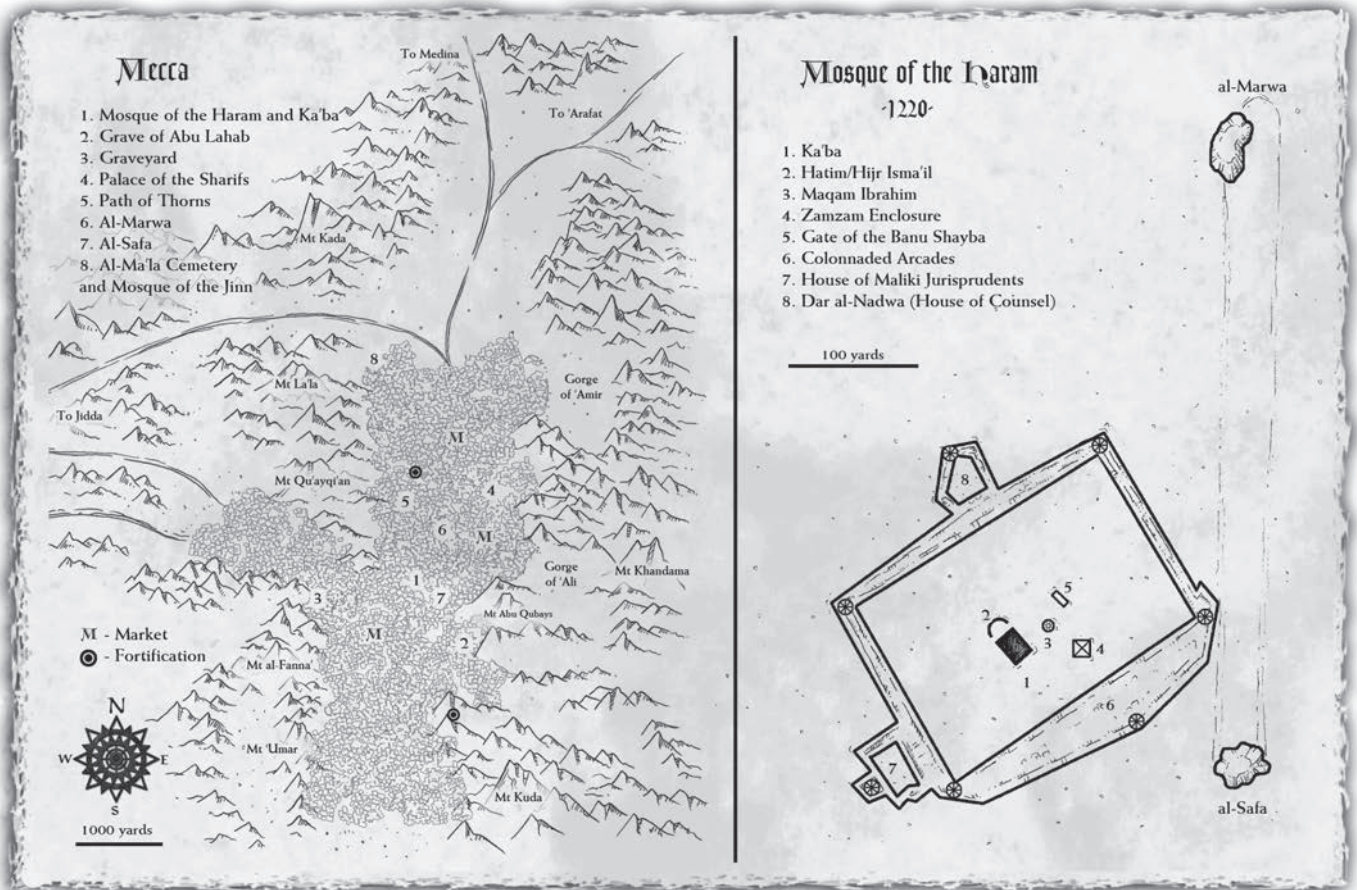 Mecca
1. Mosque of the Haram and Ka'ba
2. Grave of Abu Lahab
3. Graveyard
4. Palace of the Sharifs
5. Path of Thorns
6. Al-Marwa
7. Al-Safa
8. Al-Ma'la Cemetery
and Mosque of the Jinn
To Medina
To 'Arafat
Mt Kada
8
Mt La'la
Gorge
of 'Amir
To Jidda
M
Mt Qu'ayqi'an
5
4
6
M
1
Gorge
of 'Ali
Mt Khandama
3
7
Mt Abu Qubays
M
2
M - Market
- Fortification
Mt al-Fanna'
N
W
E
S
Mt 'Umar
Mt Kuda
1000 yards
Mosque of the Haram
-1220-
1. Ka'ba
2. Hatim/Hijr Isma'il
3. Maqam Ibrahim
4. Zamzam Enclosure
5. Gate of the Banu Shayba
6. Colonnaded Arcades
7. House of Maliki Jurisprudents
8. Dar al-Nadwa (House of Counsel)
100 yards
al-Marwa
8
5
2
3
4
1
6
7
al-Safa